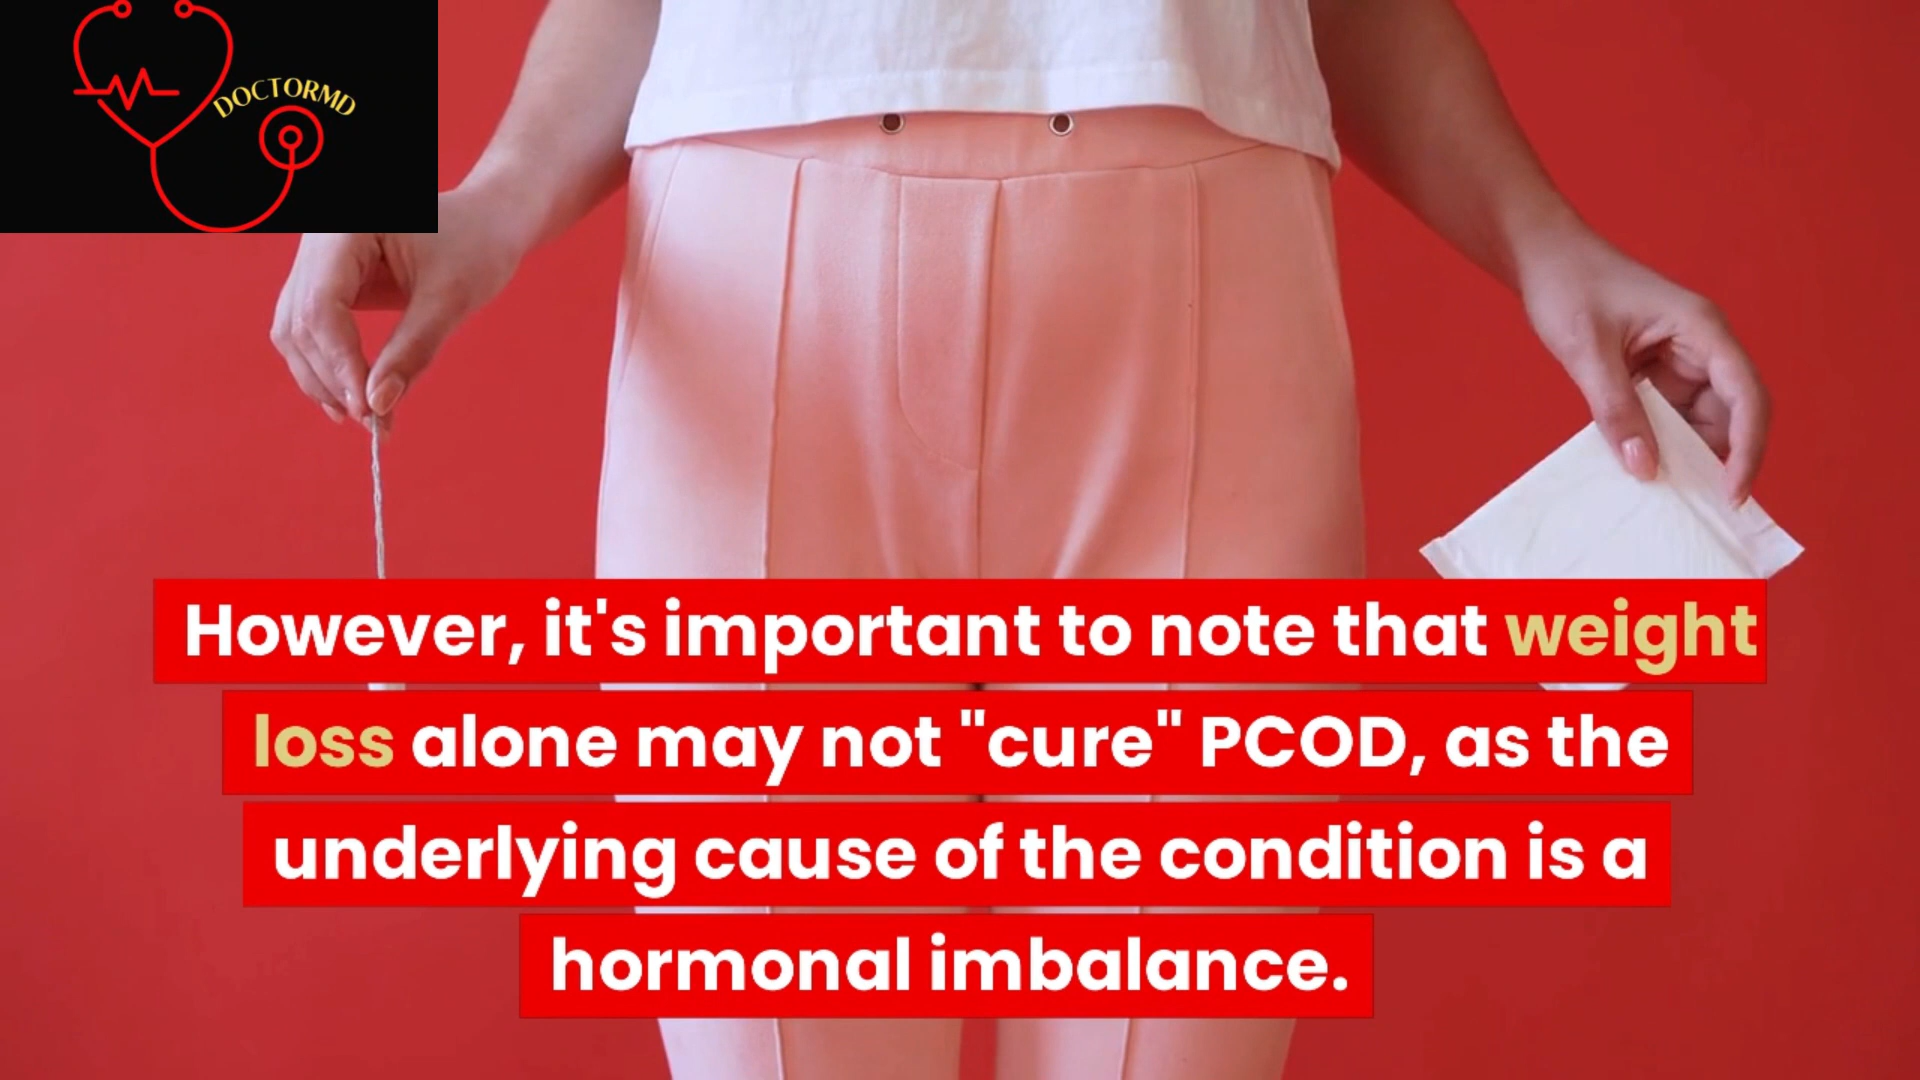 DOCTORMD
However, it's important to note that weight
loss alone may not "cure" PCOD, as the
underlying cause of the condition is a
hormonal imbalance.